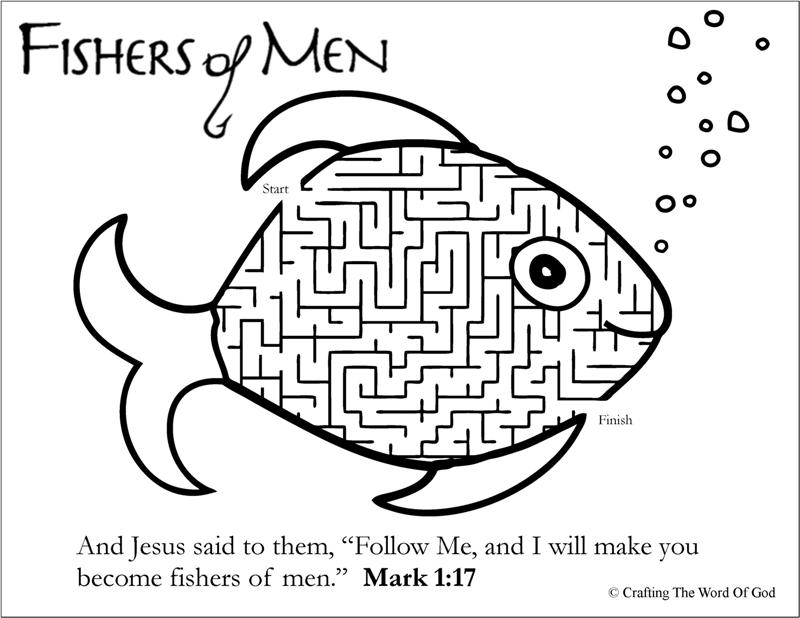 Fishers of Men
Start
Finish
And Jesus said to them, “Follow Me, and I will make you
become fishers of men.” Mark 1:17
© Crafting The Word Of God